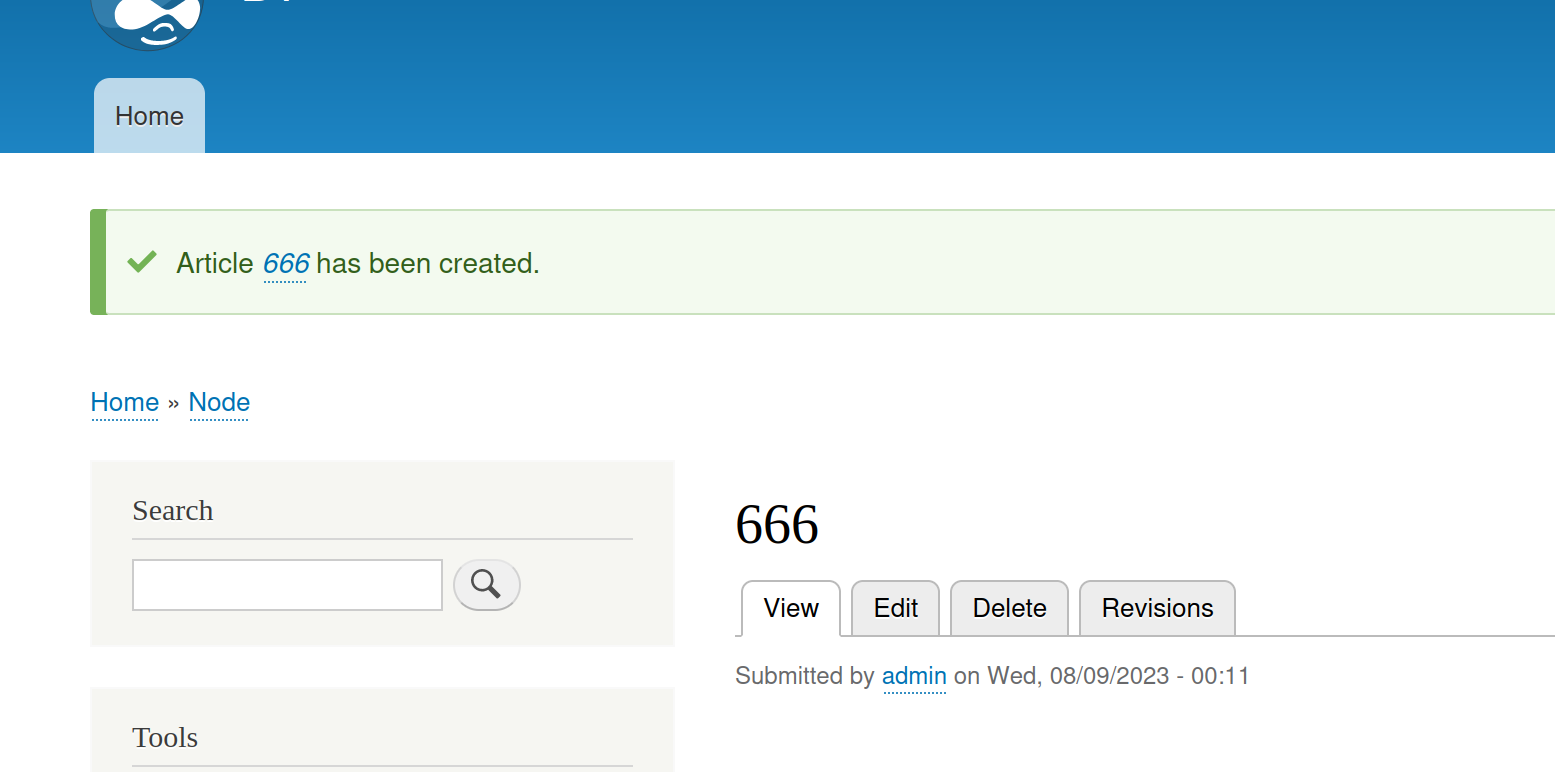 Home
Article 666 has been created.
Home » Node
Search
666
View Edit Delete Revisions
Submitted by admin on Wed, 08/09/2023 - 00:11
Tools